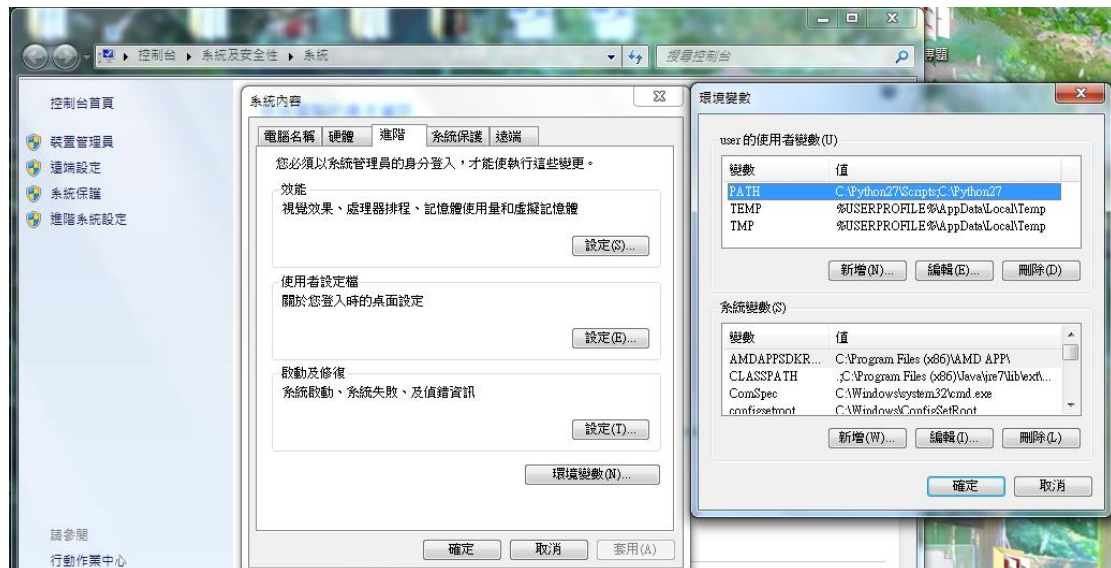 控制台 ▸ 系統及安全性 ▸ 系統
搜尋控制台
專題
控制台首頁
裝置管理員
遠端設定
系統保護
進階系統設定
請參閱
行動作業中心
系統內容
電腦名稱 硬體 進階 系統保護 遠端
您必須以系統管理員的身分登入，才能使執行這些變更。
效能
視覺效果、處理器排程、記憶體使用量和虛擬記憶體
設定(S)...
使用者設定檔
關於您登入時的桌面設定
設定(E)...
啟動及修復
系統啟動、系統失敗、及偵錯資訊
設定(T)...
環境變數(N)...
確定 取消 套用(A)
環境變數
user 的使用者變數(U)
變數 值
PATH C:\Python27\Scripts;C:\Python27
TEMP %USERPROFILE%\AppData\Local\Temp
TMP %USERPROFILE%\AppData\Local\Temp
新增(N)... 編輯(E)... 刪除(D)
系統變數(S)
變數 值
AMDAPPSDKR... C:\Program Files (x86)\AMD APP\
CLASSPATH .;C:\Program Files (x86)\Java\jre7\lib\ext\...
ComSpec C:\Windows\system32\cmd.exe
configsetroot C:\Windows\ConfigSetRoot
新增(W)... 編輯(I)... 刪除(L)
確定 取消